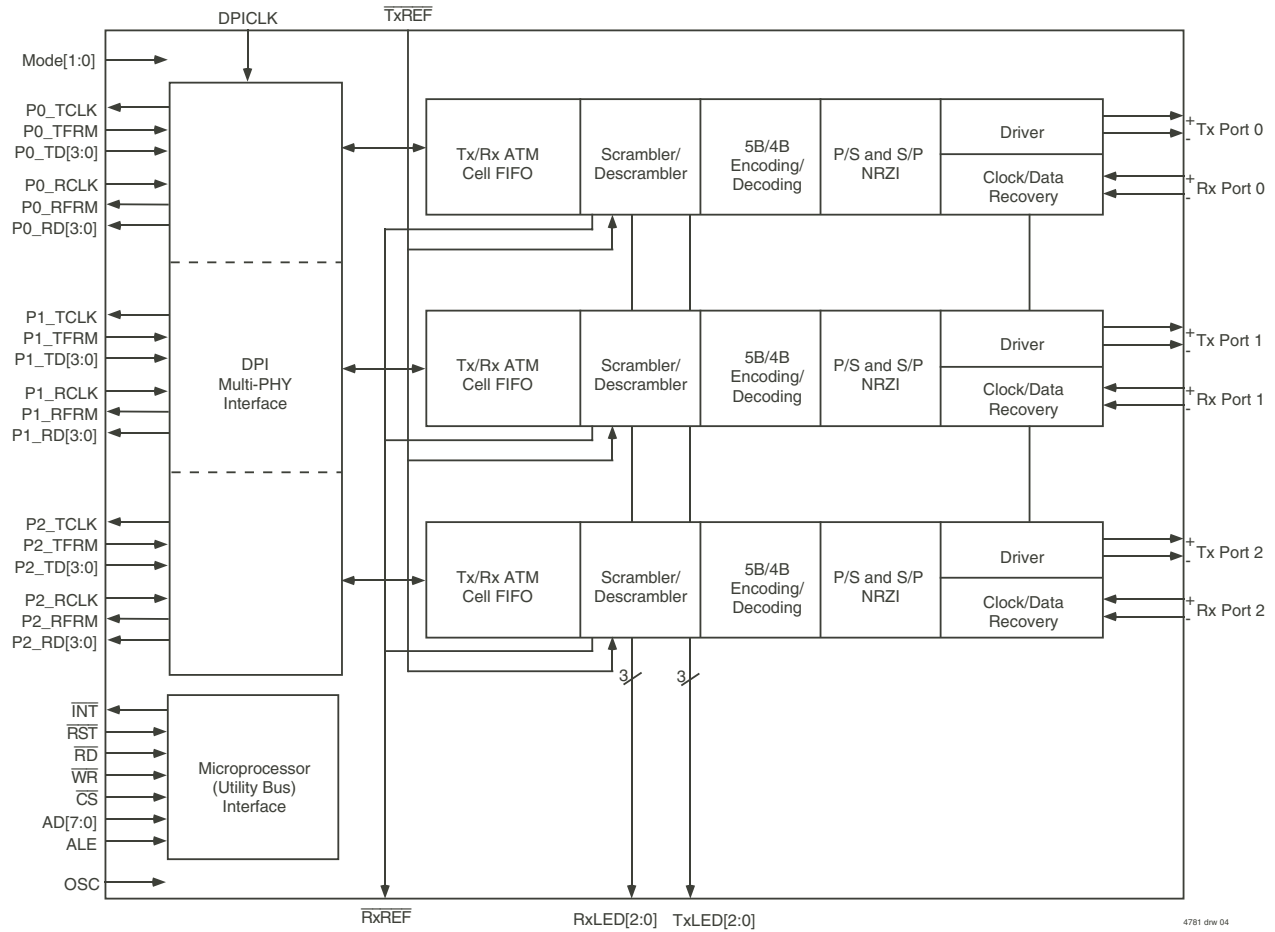 DPICLK
TxREF
Mode[1:0]
P0_TCLK
P0_TFRM
P0_TD[3:0]
P0_RCLK
P0_RFRM
P0_RD[3:0]
Tx/Rx ATM
Cell FIFO
Scrambler/
Descrambler
5B/4B
Encoding/
Decoding
P/S and S/P
NRZI
Driver
Clock/Data
Recovery
+
-
Tx Port 0
+
-
Rx Port 0
P1_TCLK
P1_TFRM
P1_TD[3:0]
P1_RCLK
P1_RFRM
P1_RD[3:0]
DPI
Multi-PHY
Interface
Tx/Rx ATM
Cell FIFO
Scrambler/
Descrambler
5B/4B
Encoding/
Decoding
P/S and S/P
NRZI
Driver
Clock/Data
Recovery
+
-
Tx Port 1
+
-
Rx Port 1
P2_TCLK
P2_TFRM
P2_TD[3:0]
P2_RCLK
P2_RFRM
P2_RD[3:0]
Tx/Rx ATM
Cell FIFO
Scrambler/
Descrambler
5B/4B
Encoding/
Decoding
P/S and S/P
NRZI
Driver
Clock/Data
Recovery
+
-
Tx Port 2
+
-
Rx Port 2
3
3
INT
RST
RD
WR
CS
AD[7:0]
ALE
Microprocessor
(Utility Bus)
Interface
OSC
RxREF
RxLED[2:0]
TxLED[2:0]
4781 drw 04